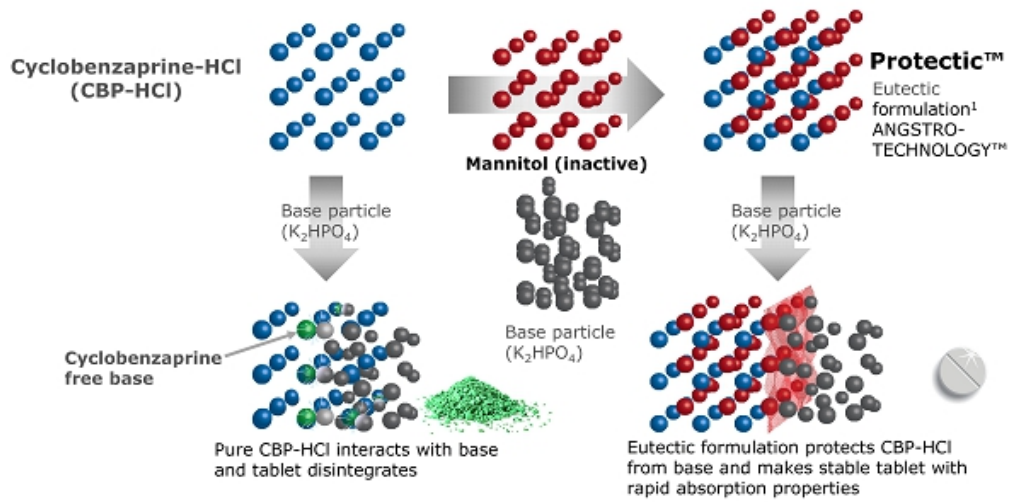 Cyclobenzaprine-HCl
(CBP-HCl)
Mannitol (inactive)
Protectic™
Eutectic
formulation¹
ANGSTRO-
TECHNOLOGY™
Base particle
(K₂HPO₄)
Base particle
(K₂HPO₄)
Base particle
(K₂HPO₄)
Cyclobenzaprine
free base
Pure CBP-HCl interacts with base
and tablet disintegrates
Eutectic formulation protects CBP-HCl
from base and makes stable tablet with
rapid absorption properties